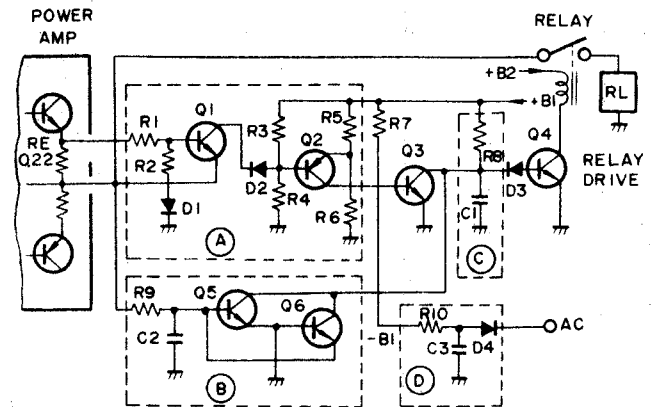 POWER
AMP
RELAY
+B2
+B1
RL
RE
Q22
R1
R2
D1
Q1
R3
D2
R4
Q2
R5
R6
A
R7
Q3
R8
C1
C
D3
Q4
RELAY
DRIVE
R9
C2
Q5
Q6
B
-B1
R10
C3
D4
D
AC